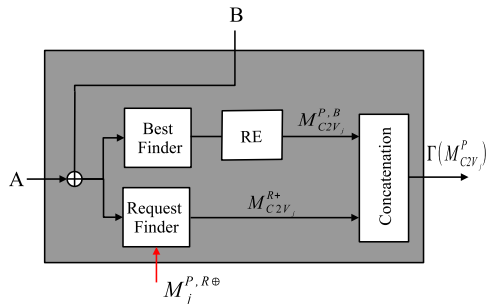 B
Best
Finder
RE
M_{C2V_j}^{P,B}
Concatenation
Γ(M_{C2V_j}^{P})
A
Request
Finder
M_{C2V_j}^{R+}
M_j^{P,R⊕}